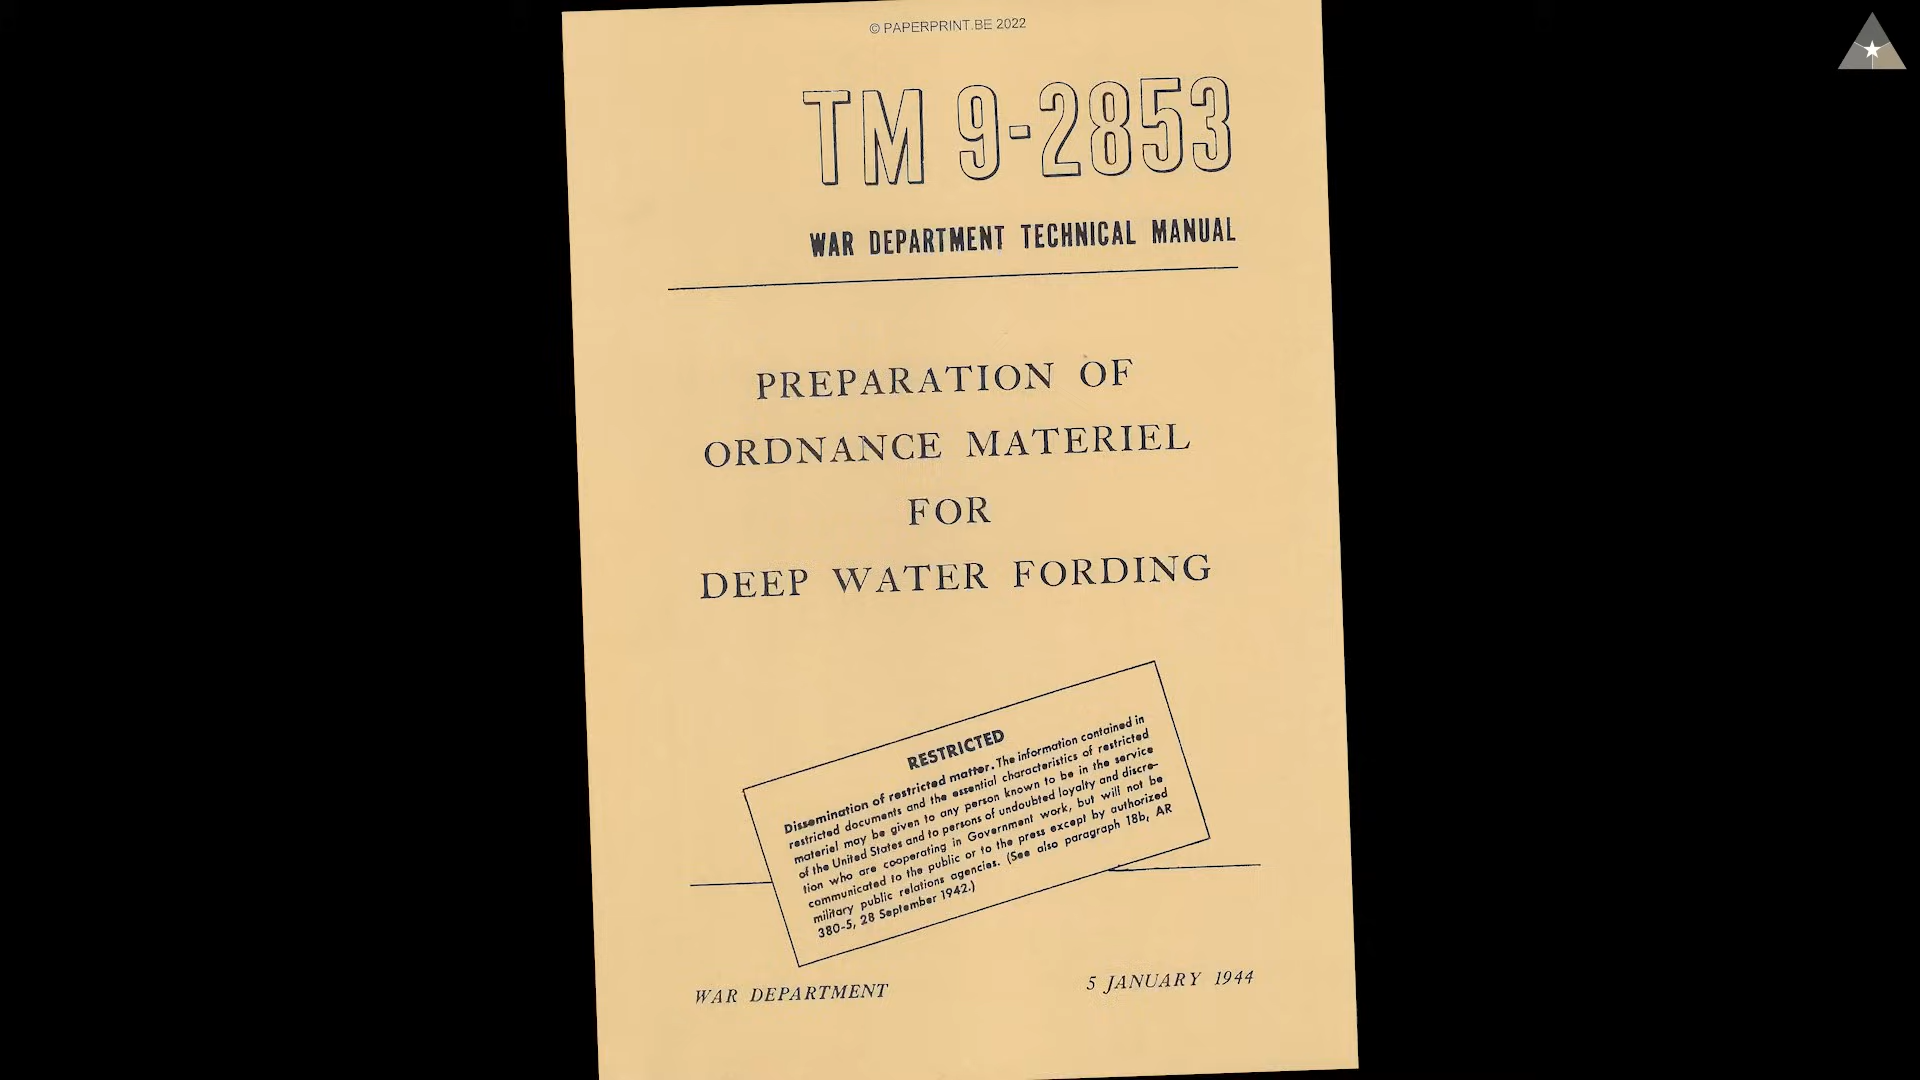 © PAPERPRINT.BE 2022
TM 9-2853
WAR DEPARTMENT TECHNICAL MANUAL
PREPARATION OF
ORDNANCE MATERIEL
FOR
DEEP WATER FORDING
RESTRICTED
Dissemination of restricted matter. The information contained in
restricted documents and the essential characteristics of restricted
materiel may be given to any person known to be in the service
of the United States and to persons of undoubted loyalty and discre-
tion who are cooperating in Government work, but will not be
communicated to the public or to the press except by authorized
military public relations agencies. (See also paragraph 18b, AR
380-5, 28 September 1942.)
WAR DEPARTMENT 5 JANUARY 1944